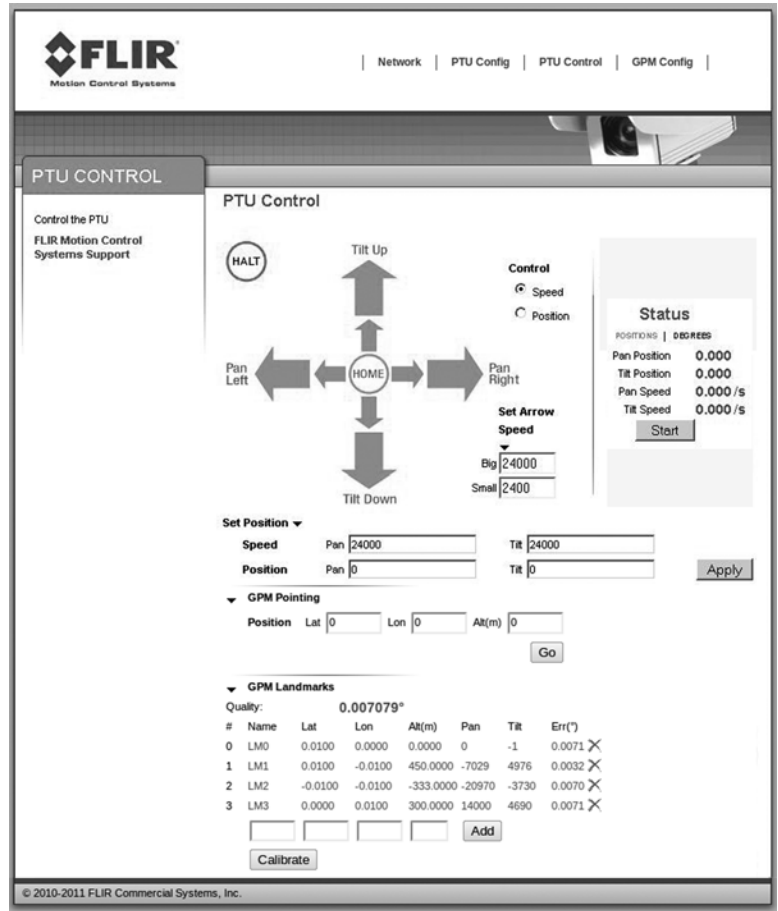 FLIR
Motion Control Systems
| Network | PTU Config | PTU Control | GPM Config |
PTU CONTROL
Control the PTU
FLIR Motion Control
Systems Support
PTU Control
HALT
Tilt Up
Pan
Left
HOME
Pan
Right
Tilt Down
Control
Speed
Position
Set Arrow
Speed
Big 24000
Small 2400
Status
POSITIONS | DEGREES
Pan Position 0.000
Tilt Position 0.000
Pan Speed 0.000 /s
Tilt Speed 0.000 /s
Start
Set Position
Speed Pan 24000 Tilt 24000
Position Pan 0 Tilt 0 Apply
GPM Pointing
Position Lat 0 Lon 0 Alt(m) 0
Go
GPM Landmarks
Quality: 0.007079°
# Name Lat Lon Alt(m) Pan Tilt Err(°)
0 LM0 0.0100 0.0000 0.0000 0 -1 0.0071
1 LM1 0.0100 -0.0100 450.0000 -7029 4976 0.0032
2 LM2 -0.0100 -0.0100 -333.0000 -20970 -3730 0.0070
3 LM3 0.0000 0.0100 300.0000 14000 4690 0.0071
Add
Calibrate
© 2010-2011 FLIR Commercial Systems, Inc.